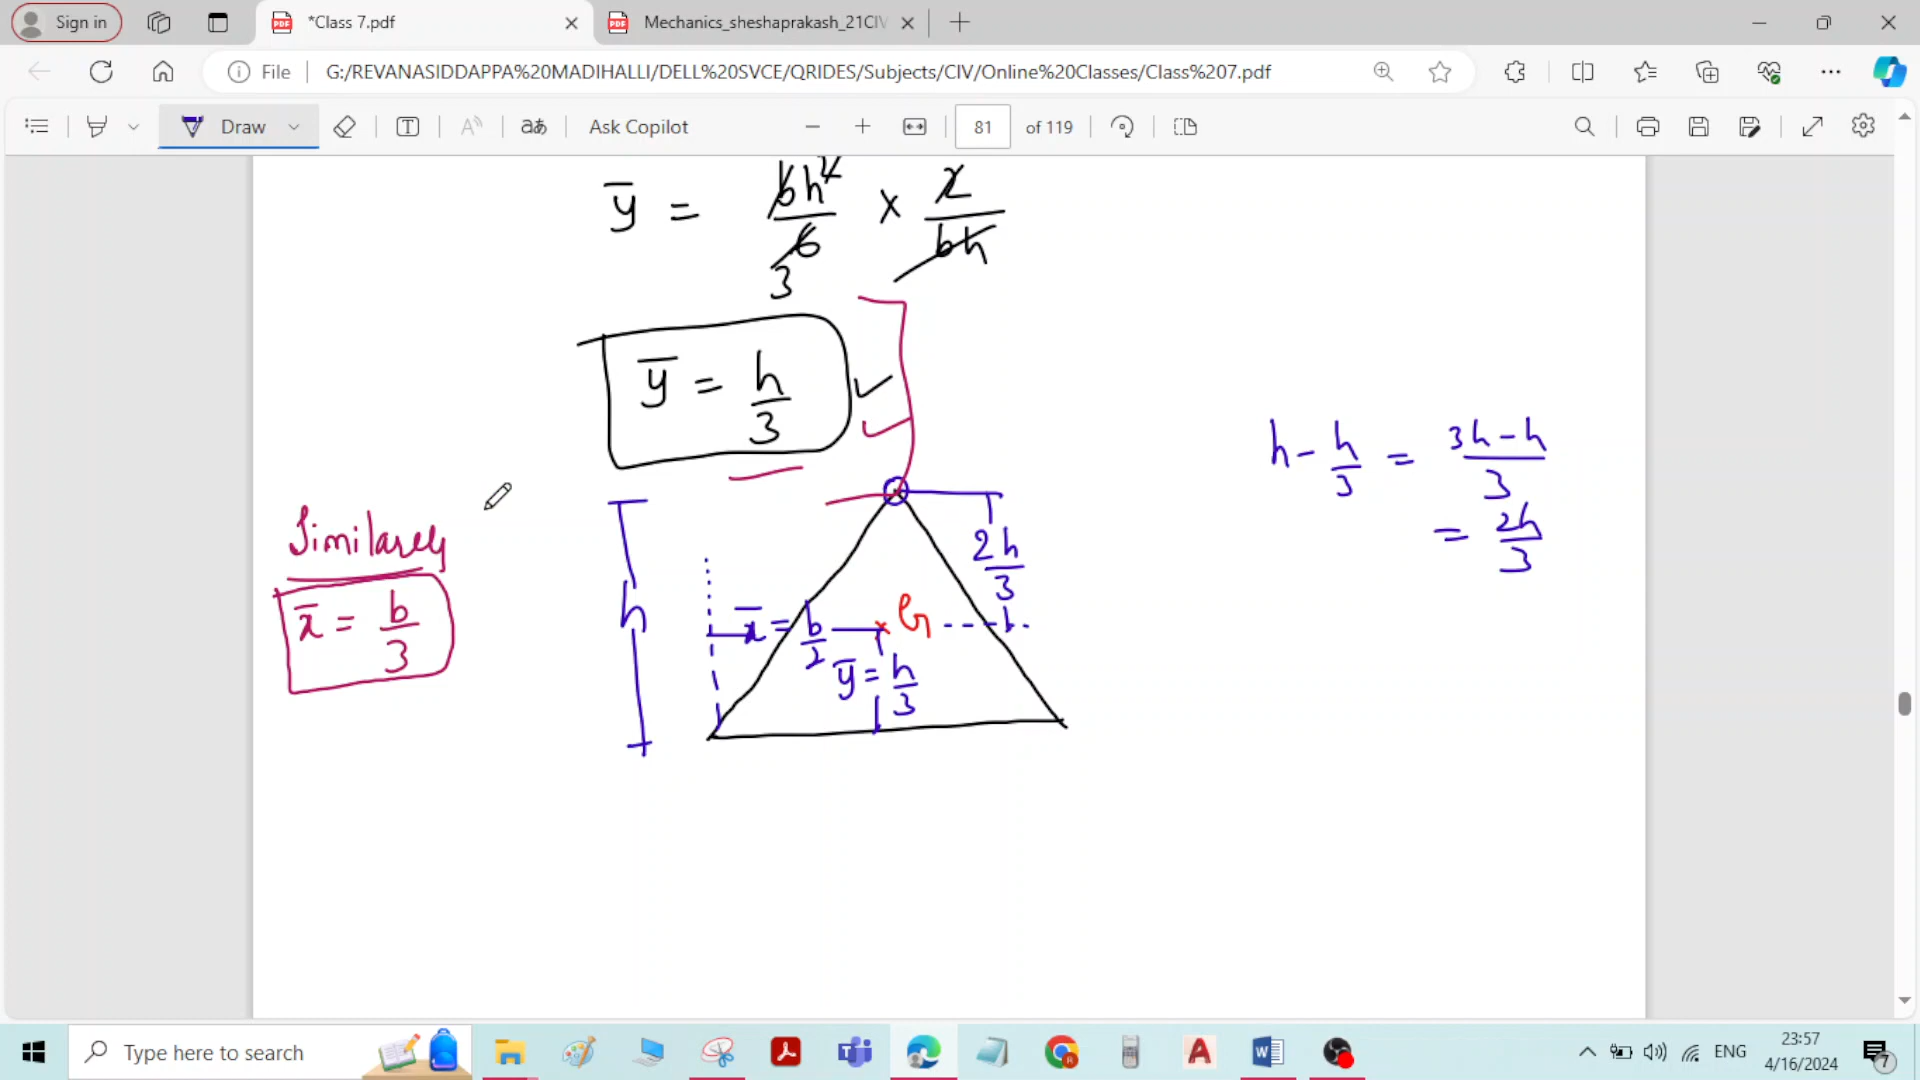 Sign in
*Class 7.pdf
Mechanics_sheshaprakash_21CIV
File
G:/REVANASIDDAPPA%20MADIHALLI/DELL%20SVCE/QRIDES/Subjects/CIV/Online%20Classes/Class%207.pdf
Draw
Ask Copilot
81 of 119
y̅ = bh²/6 × 2/bh
3
y̅ = h/3
h - h/3 = (3h - h)/3
= 2h/3
Similarly
x̅ = b/3
h
2h/3
x̅ = b/2
G
y̅ = h/3
Type here to search
ENG
23:57
4/16/2024
7